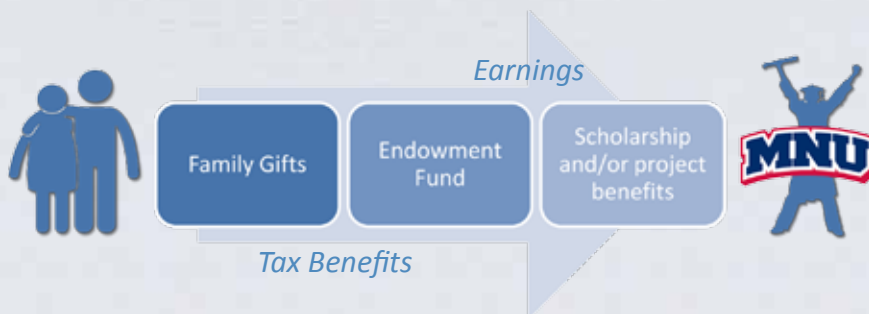 Earnings
Family Gifts
Endowment
Fund
Scholarship
and/or project
benefits
MNU
Tax Benefits